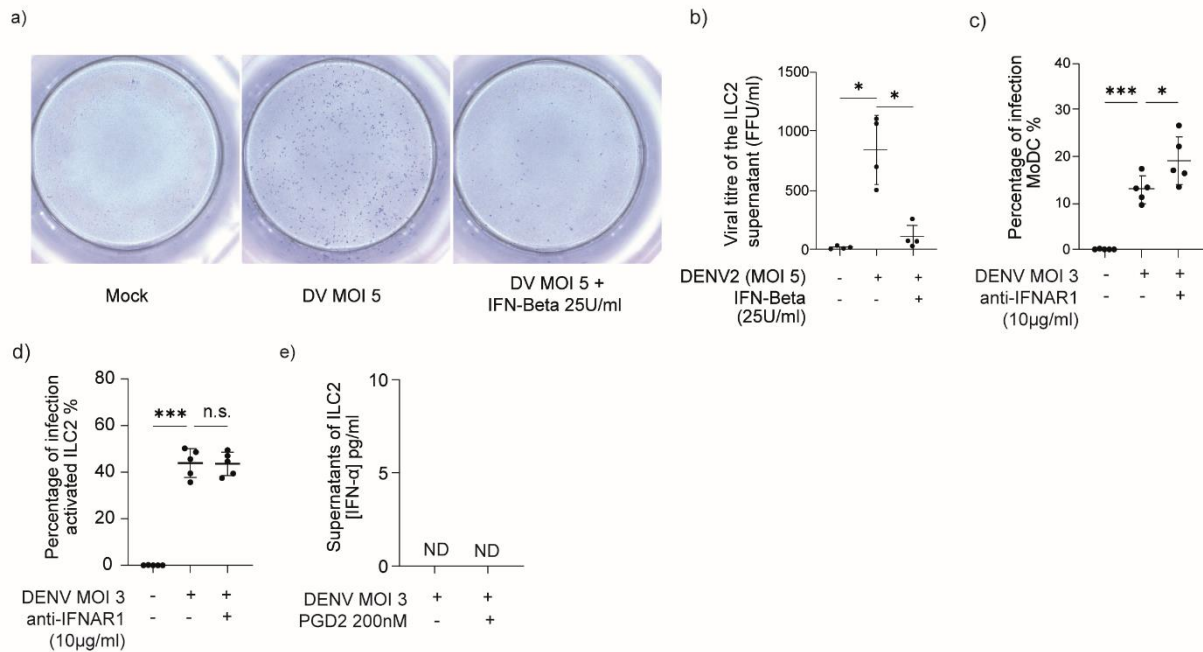 a)
Mock
DV MOI 5
DV MOI 5 +
IFN-Beta 25U/ml
b)
Viral titre of the ILC2
supernatant (FFU/ml)
1500
1000
500
0
* *
DENV2 (MOI 5) - + +
IFN-Beta - - +
(25U/ml)
c)
Percentage of infection
MoDC %
40
30
20
10
0
*** *
DENV MOI 3 - + +
anti-IFNAR1 - - +
(10µg/ml)
d)
Percentage of infection
activated ILC2 %
80
60
40
20
0
*** n.s.
DENV MOI 3 - + +
anti-IFNAR1 - - +
(10µg/ml)
e)
Supernatants of ILC2
[IFN-α] pg/ml
10
5
0
ND ND
DENV MOI 3 + +
PGD2 200nM - +